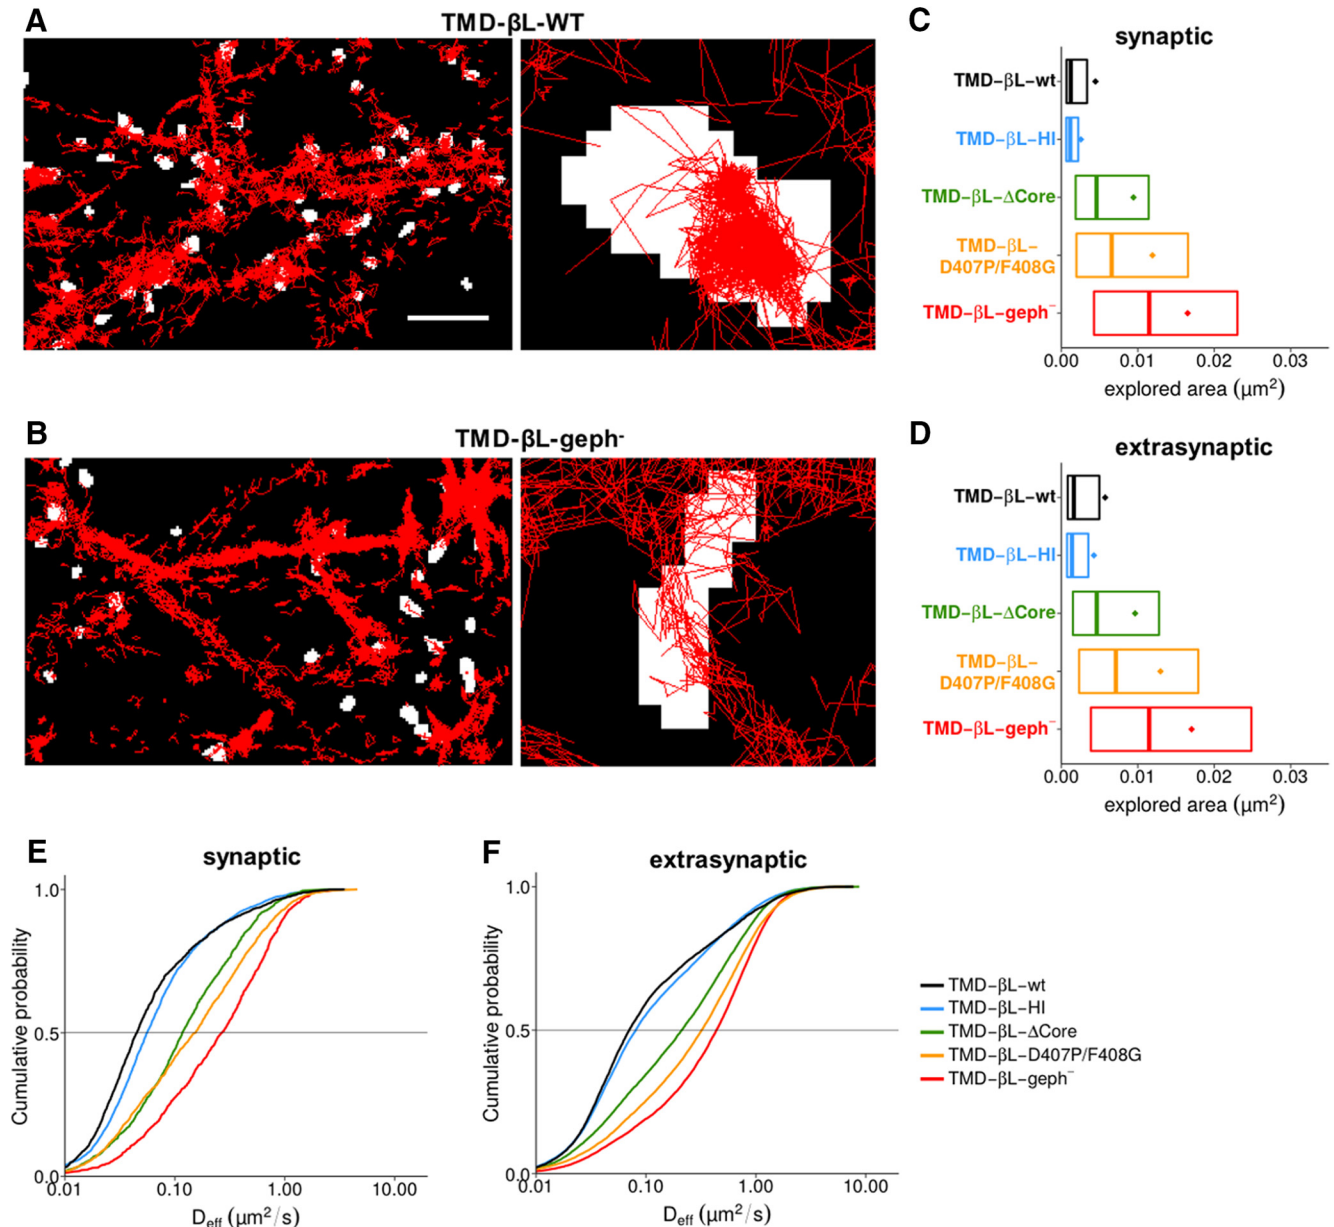 A
TMD-βL-WT
B
TMD-βL-geph-
C
synaptic
TMD-βL-wt
TMD-βL-HI
TMD-βL-ΔCore
TMD-βL-
D407P/F408G
TMD-βL-geph⁻
0.00 0.01 0.02 0.03
explored area (µm²)
D
extrasynaptic
TMD-βL-wt
TMD-βL-HI
TMD-βL-ΔCore
TMD-βL-
D407P/F408G
TMD-βL-geph⁻
0.00 0.01 0.02 0.03
explored area (µm²)
E
synaptic
Cumulative probability
1.0
0.5
0.0
0.01 0.10 1.00 10.00
Deff (µm²/s)
F
extrasynaptic
Cumulative probability
1.0
0.5
0.0
0.01 0.10 1.00 10.00
Deff (µm²/s)
TMD-βL-wt
TMD-βL-HI
TMD-βL-ΔCore
TMD-βL-D407P/F408G
TMD-βL-geph⁻